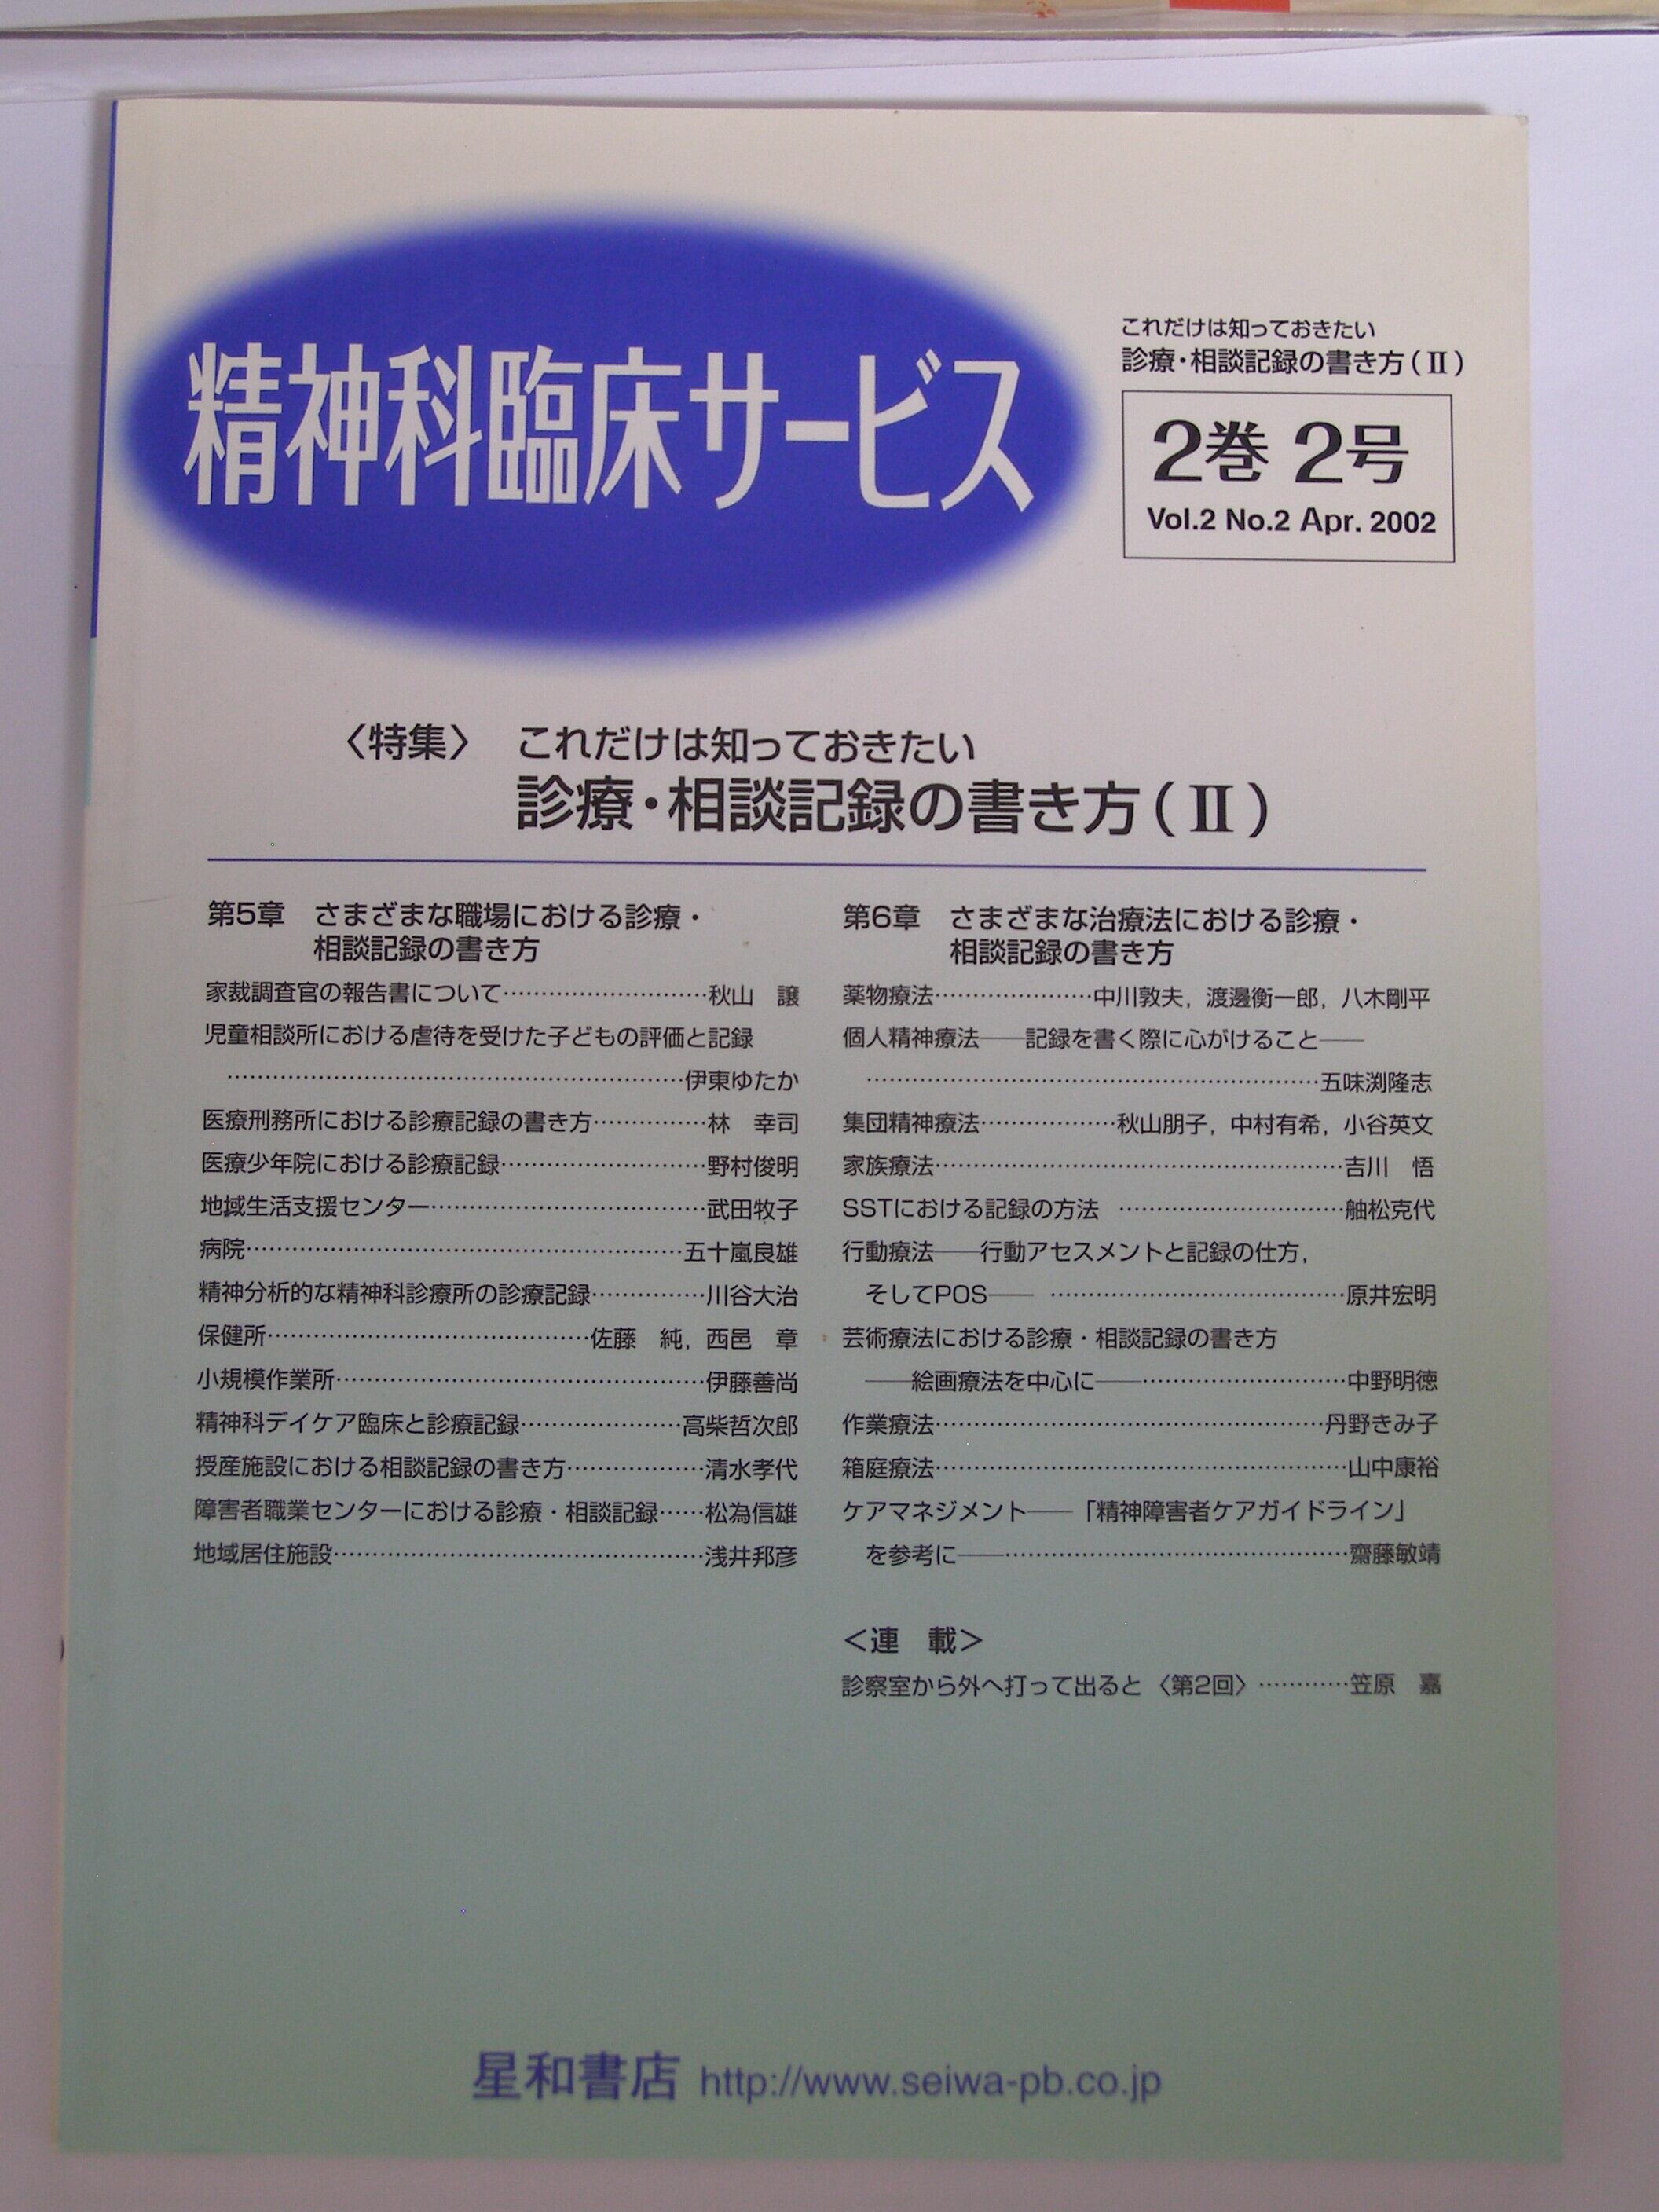 精神科臨床サービス
これだけは知っておきたい
診療・相談記録の書き方(Ⅱ)
2巻 2号
Vol.2 No.2 Apr. 2002
〈特集〉 これだけは知っておきたい
診療・相談記録の書き方(Ⅱ)
第5章 さまざまな職場における診療・
相談記録の書き方
家裁調査官の報告書について…………………………秋山 譲
児童相談所における虐待を受けた子どもの評価と記録
……………………………………………………伊東ゆたか
医療刑務所における診療記録の書き方……………林 幸司
医療少年院における診療記録………………………野村俊明
地域生活支援センター………………………………武田牧子
病院…………………………………………………五十嵐良雄
精神分析的な精神科診療所の診療記録……………川谷大治
保健所……………………………………佐藤 純，西邑 章
小規模作業所…………………………………………伊藤善尚
精神科デイケア臨床と診療記録…………………高柴哲次郎
授産施設における相談記録の書き方………………清水孝代
障害者職業センターにおける診療・相談記録……松為信雄
地域居住施設…………………………………………浅井邦彦
第6章 さまざまな治療法における診療・
相談記録の書き方
薬物療法…………………中川敦夫，渡邊衡一郎，八木剛平
個人精神療法――記録を書く際に心がけること――
……………………………………………………五味渕隆志
集団精神療法………………秋山朋子，中村有希，小谷英文
家族療法………………………………………………吉川 悟
SSTにおける記録の方法 …………………………舳松克代
行動療法――行動アセスメントと記録の仕方，
そしてPOS―― …………………………………原井宏明
芸術療法における診療・相談記録の書き方
――絵画療法を中心に――………………………中野明徳
作業療法……………………………………………丹野きみ子
箱庭療法………………………………………………山中康裕
ケアマネジメント――「精神障害者ケアガイドライン」
を参考に――………………………………………齋藤敏靖
＜連 載＞
診察室から外へ打って出ると〈第2回〉…………笠原 嘉
星和書店 http://www.seiwa-pb.co.jp